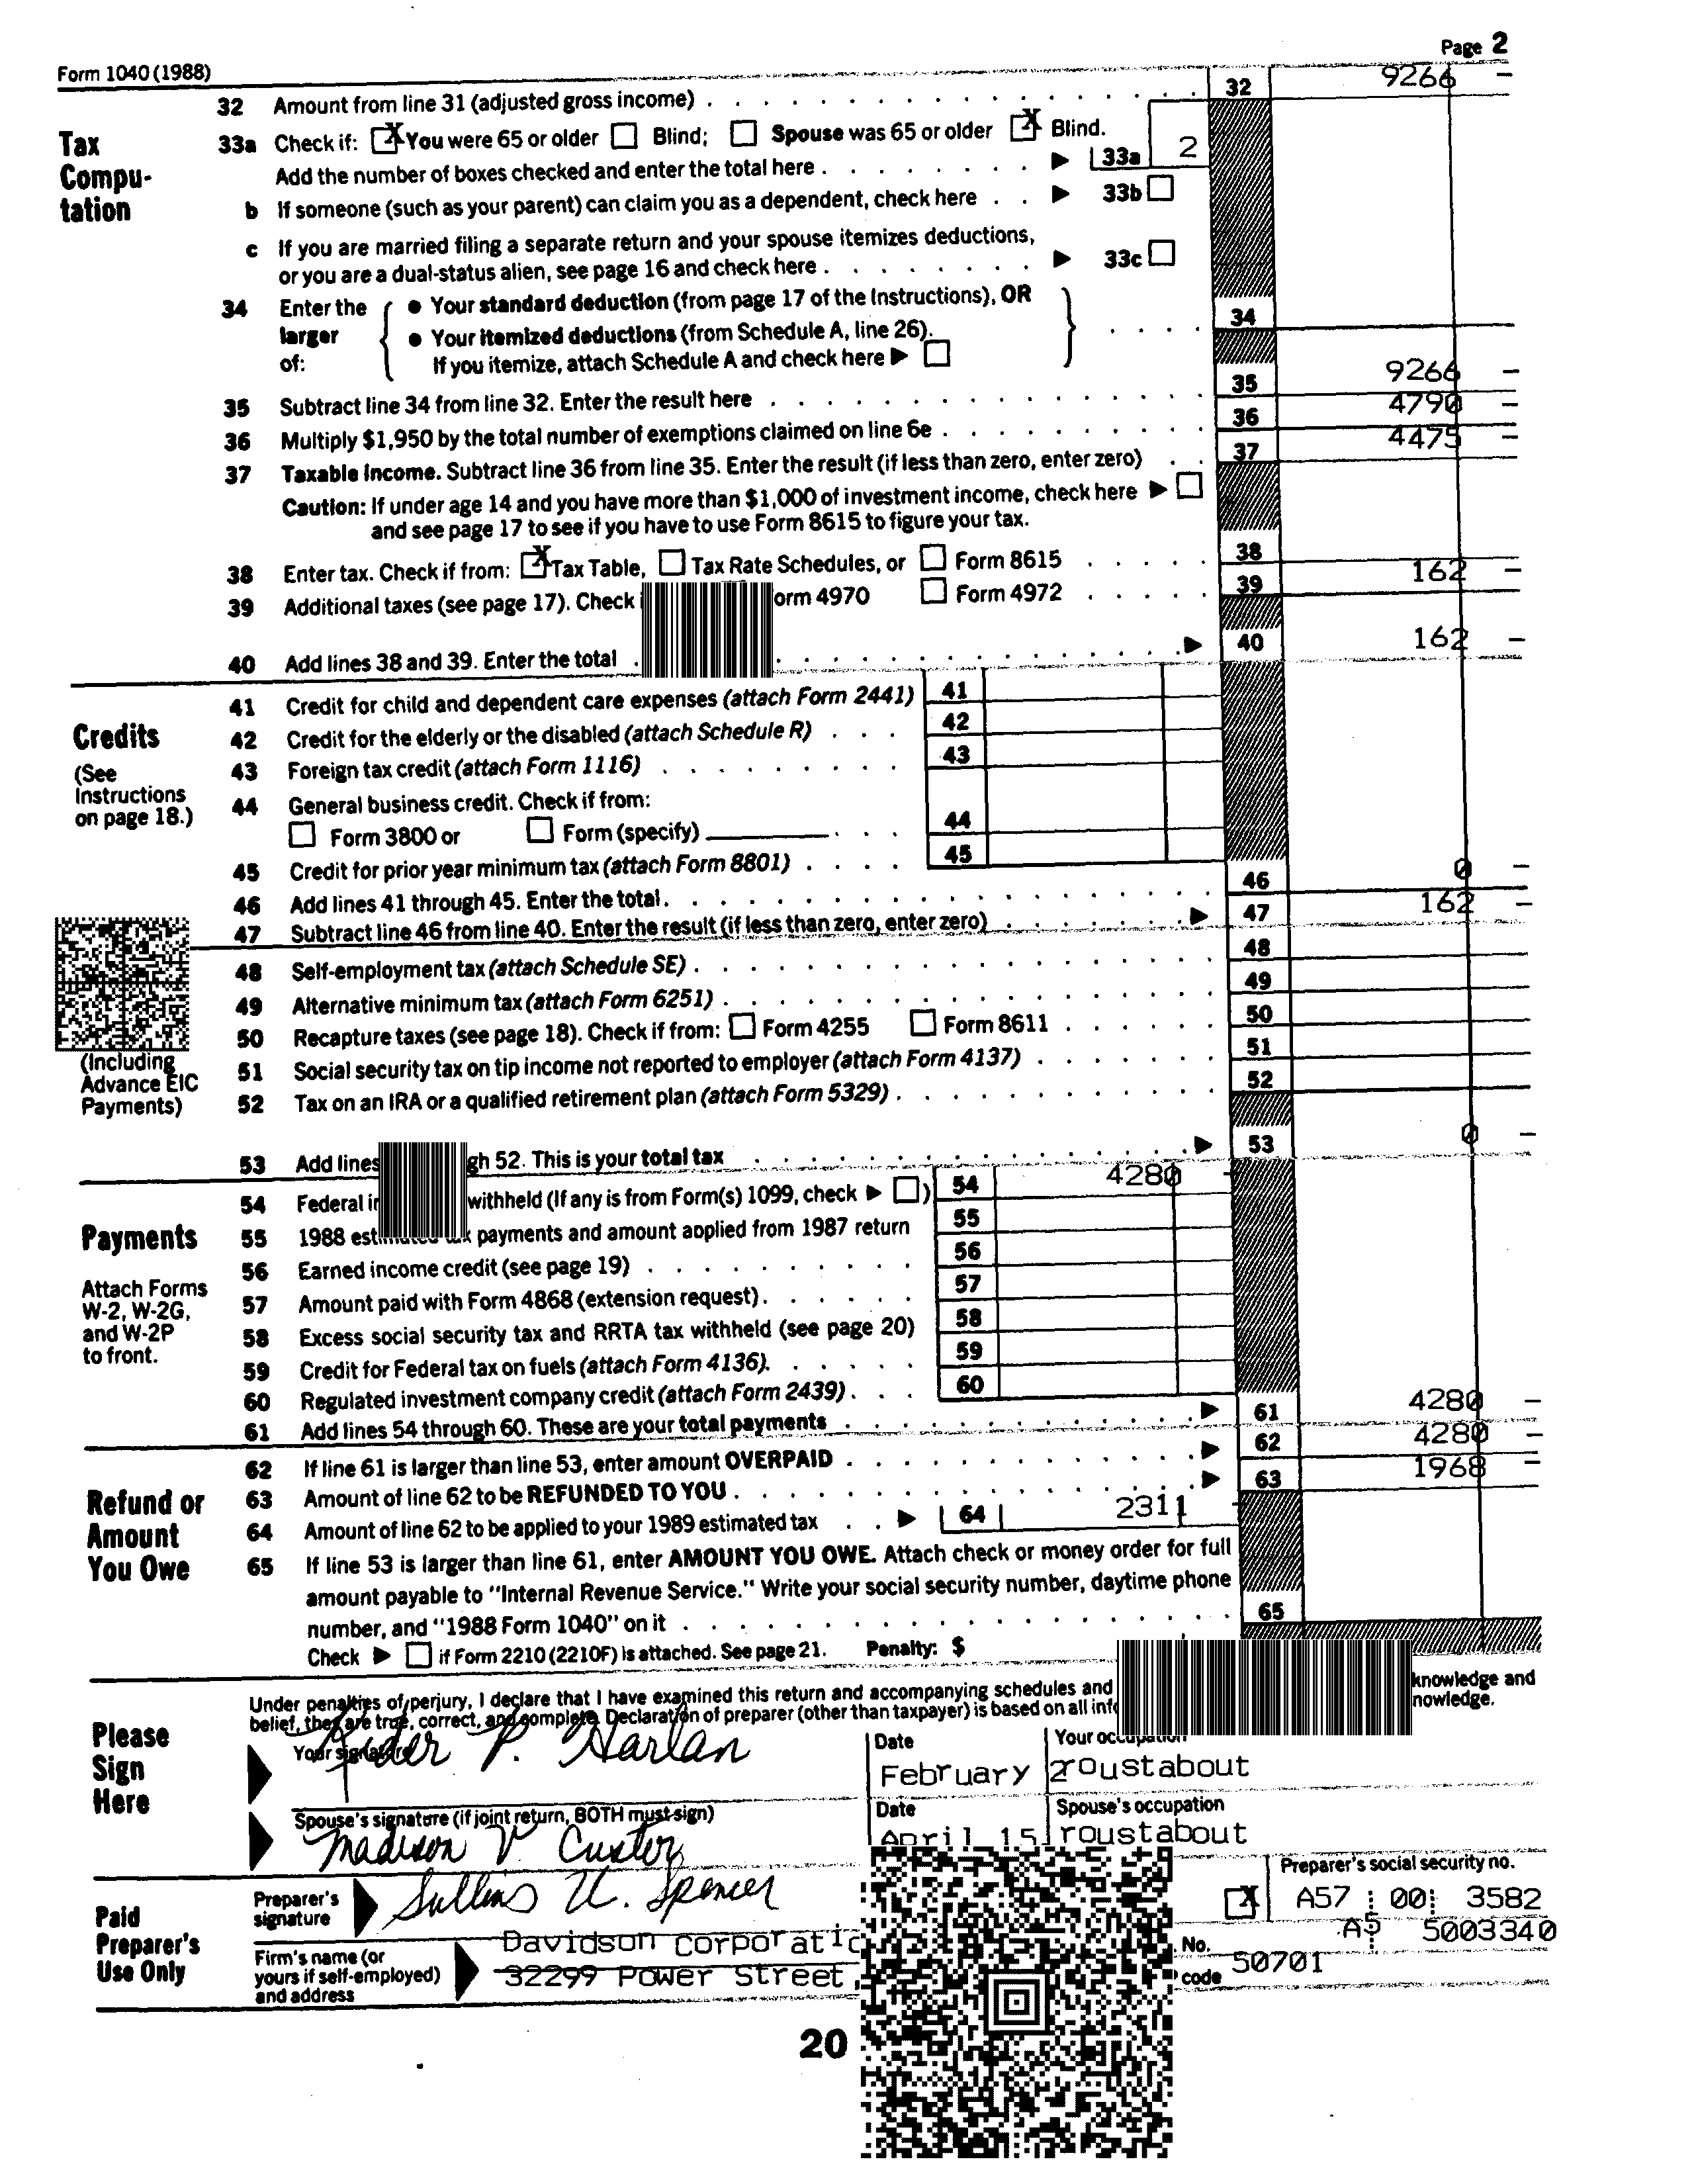 Form 1040 (1988) Page 2
32 Amount from line 31 (adjusted gross income) 32 9266 –
Tax Computation
33a Check if: X You were 65 or older Blind; Spouse was 65 or older X Blind.
Add the number of boxes checked and enter the total here 33a 2
b If someone (such as your parent) can claim you as a dependent, check here 33b
c If you are married filing a separate return and your spouse itemizes deductions,
or you are a dual-status alien, see page 16 and check here 33c
34 Enter the larger of: • Your standard deduction (from page 17 of the Instructions), OR
• Your itemized deductions (from Schedule A, line 26). 34
If you itemize, attach Schedule A and check here
35 Subtract line 34 from line 32. Enter the result here 35 9266 –
36 Multiply $1,950 by the total number of exemptions claimed on line 6e 36 4790 –
37 Taxable income. Subtract line 36 from line 35. Enter the result (if less than zero, enter zero) 37 4475 –
Caution: If under age 14 and you have more than $1,000 of investment income, check here
and see page 17 to see if you have to use Form 8615 to figure your tax.
38 Enter tax. Check if from: X Tax Table, Tax Rate Schedules, or Form 8615 38
39 Additional taxes (see page 17). Check orm 4970 Form 4972 39 162 –
40 Add lines 38 and 39. Enter the total 40 162 –
Credits
(See Instructions on page 18.)
41 Credit for child and dependent care expenses (attach Form 2441) 41
42 Credit for the elderly or the disabled (attach Schedule R) 42
43 Foreign tax credit (attach Form 1116) 43
44 General business credit. Check if from:
Form 3800 or Form (specify) 44
45 Credit for prior year minimum tax (attach Form 8801) 45
46 Add lines 41 through 45. Enter the total 46 0 –
47 Subtract line 46 from line 40. Enter the result (if less than zero, enter zero) 47 162 –
(Including Advance EIC Payments)
48 Self-employment tax (attach Schedule SE) 48
49 Alternative minimum tax (attach Form 6251) 49
50 Recapture taxes (see page 18). Check if from: Form 4255 Form 8611 50
51 Social security tax on tip income not reported to employer (attach Form 4137) 51
52 Tax on an IRA or a qualified retirement plan (attach Form 5329) 52
53 Add lines gh 52. This is your total tax 53 0 –
Payments
Attach Forms W-2, W-2G, and W-2P to front.
54 Federal withheld (If any is from Form(s) 1099, check ) 54 4280 –
55 1988 payments and amount applied from 1987 return 55
56 Earned income credit (see page 19) 56
57 Amount paid with Form 4868 (extension request) 57
58 Excess social security tax and RRTA tax withheld (see page 20) 58
59 Credit for Federal tax on fuels (attach Form 4136) 59
60 Regulated investment company credit (attach Form 2439) 60
61 Add lines 54 through 60. These are your total payments 61 4280 –
Refund or Amount You Owe
62 If line 61 is larger than line 53, enter amount OVERPAID 62 4280 –
63 Amount of line 62 to be REFUNDED TO YOU 63 1968 –
64 Amount of line 62 to be applied to your 1989 estimated tax 64 2311 –
65 If line 53 is larger than line 61, enter AMOUNT YOU OWE. Attach check or money order for full
amount payable to "Internal Revenue Service." Write your social security number, daytime phone
number, and "1988 Form 1040" on it 65
Check if Form 2210 (2210F) is attached. See page 21. Penalty: $
Please Sign Here
Under penalties of perjury, I declare that I have examined this return and accompanying schedules and knowledge and
belief, they are true, correct, and complete. Declaration of preparer (other than taxpayer) is based on all nowledge.
Your signature P. Harlan Date February 2 Your occupation roustabout
Spouse's signature (if joint return, BOTH must sign) Madison V. Custer Date April 15 Spouse's occupation roustabout
Paid Preparer's Use Only
Preparer's signature Sullins U. Spencer X Preparer's social security no. A57 00 3582
Firm's name (or yours if self-employed) and address Davidson Corporatic No. A5 5003340
32299 Power Street code 50701
20